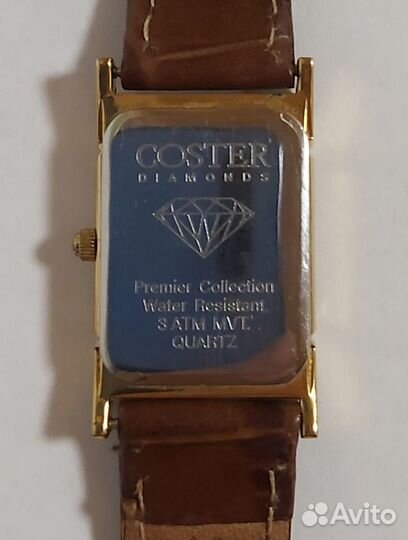 COSTER
DIAMONDS
Premier Collection
Water Resistant
3 ATM MVT.
QUARTZ
Avito